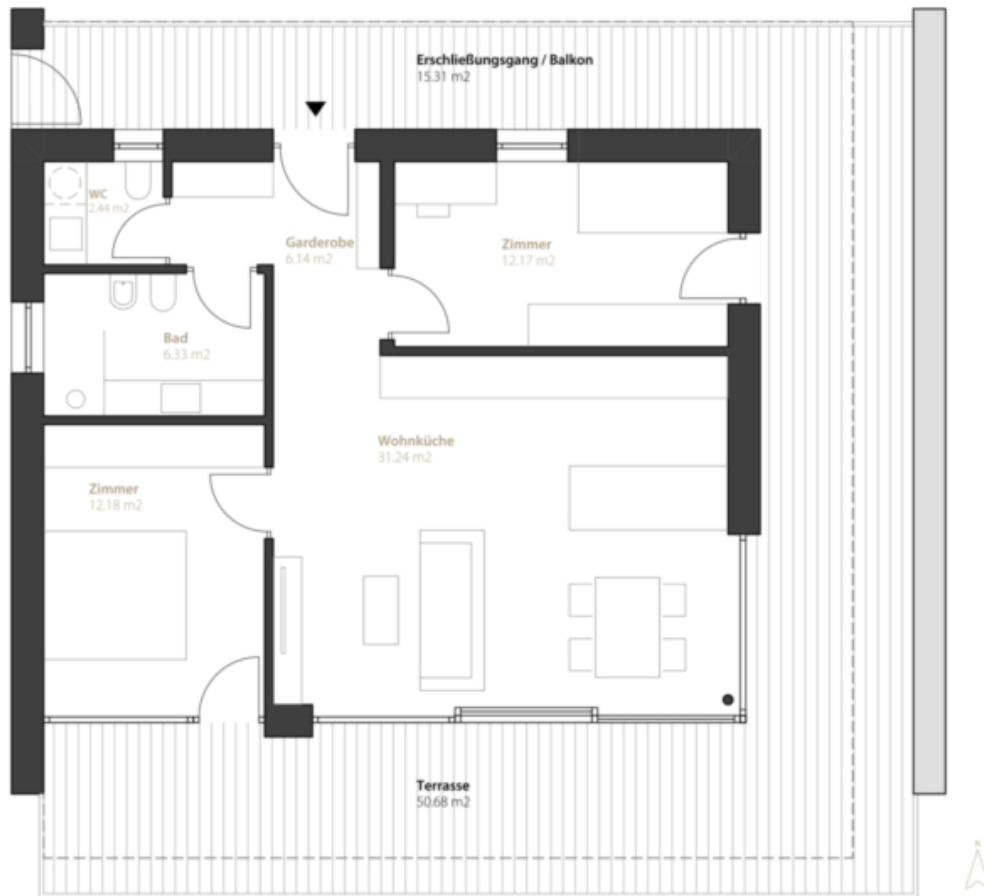 Erschließungsgang / Balkon
15.31 m2
WC
2.44 m2
Garderobe
6.14 m2
Zimmer
12.17 m2
Bad
6.33 m2
Wohnküche
31.24 m2
Zimmer
12.18 m2
Terrasse
50.68 m2
N